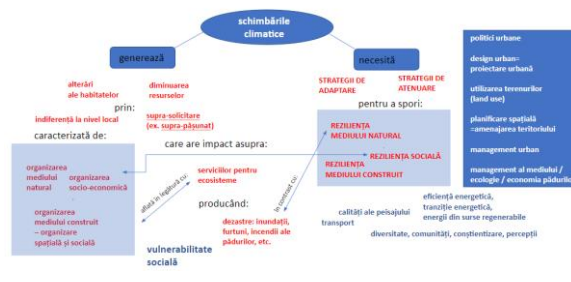 schimbările
climatice
generează
necesită
alterări
ale habitatelor
diminuarea
resurselor
prin:
indiferență la nivel local
supra-solicitare
(ex. supra-pășunat)
caracterizată de:
care are impact asupra:
organizarea
mediului
natural
organizarea
socio-economică
organizarea
mediului construit
– organizare
spațială și socială
aflată în legătură cu:
serviciilor pentru
ecosisteme
producând:
dezastre: inundații,
furtuni, incendii ale
pădurilor, etc.
în contrast cu:
vulnerabilitate
socială
STRATEGII DE
ADAPTARE
STRATEGII DE
ATENUARE
pentru a spori:
REZILIENȚA
MEDIULUI NATURAL
REZILIENȚA SOCIALĂ
REZILIENȚA
MEDIULUI CONSTRUIT
calități ale peisajului
transport
eficiență energetică,
tranziție energetică,
energii din surse regenerabile
diversitate, comunități, conștientizare, percepții
politici urbane
design urban=
proiectare urbană
utilizarea terenurilor
(land use)
planificare spațială
=amenajarea teritoriului
management urban
management al mediului /
ecologie / economia pădurilor